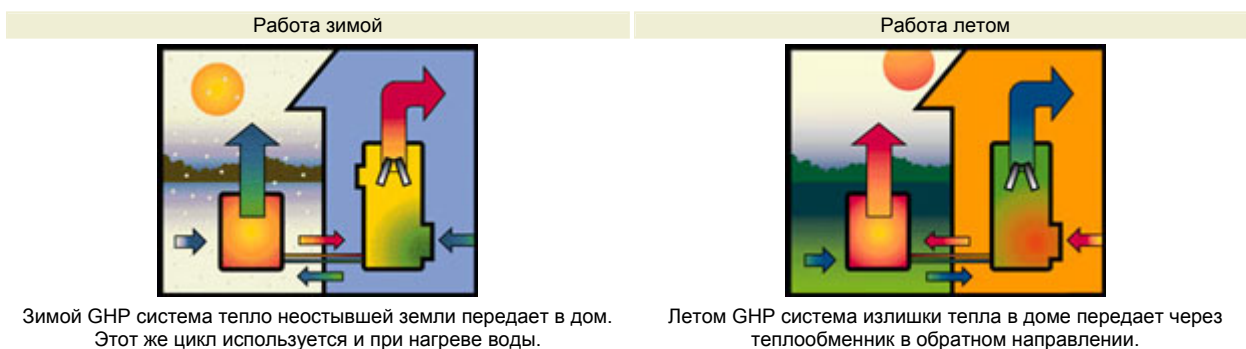 Работа зимой
Работа летом
Зимой GHP система тепло неостывшей земли передает в дом.
Этот же цикл используется и при нагреве воды.
Летом GHP система излишки тепла в доме передает через
теплообменник в обратном направлении.